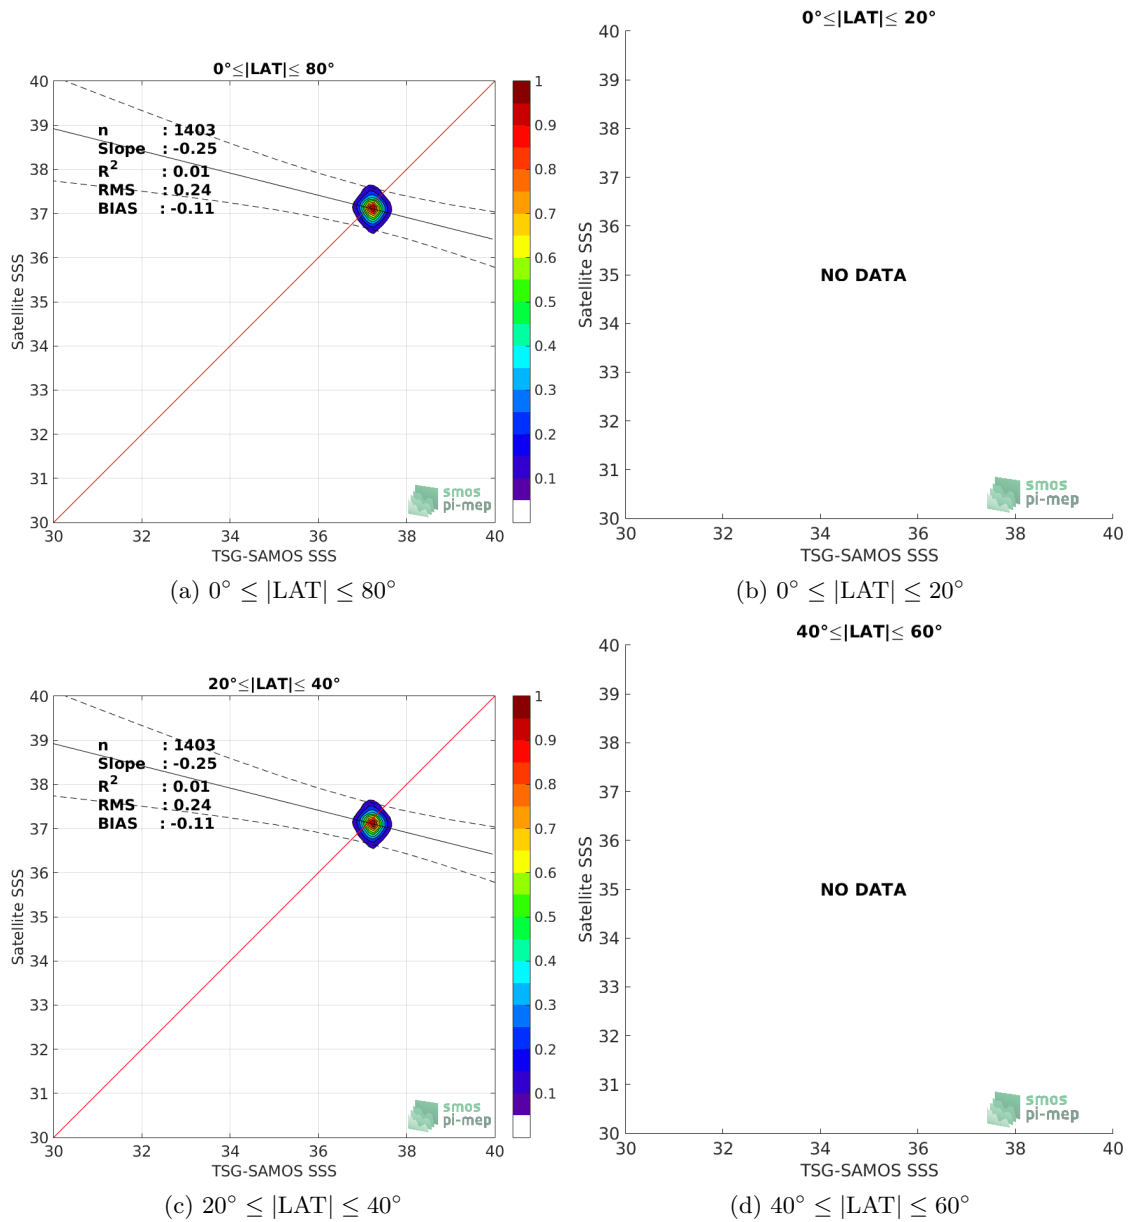 0°≤|LAT|≤ 80°
40
39
38
37
36
35
34
33
32
31
30
Satellite SSS
n : 1403
Slope : -0.25
R² : 0.01
RMS : 0.24
BIAS : -0.11
smos
pi-mep
30 32 34 36 38 40
TSG-SAMOS SSS
1
0.9
0.8
0.7
0.6
0.5
0.4
0.3
0.2
0.1
(a) 0° ≤ |LAT| ≤ 80°
0°≤|LAT|≤ 20°
40
39
38
37
36
35
34
33
32
31
30
Satellite SSS
NO DATA
smos
pi-mep
30 32 34 36 38 40
TSG-SAMOS SSS
(b) 0° ≤ |LAT| ≤ 20°
20°≤|LAT|≤ 40°
40
39
38
37
36
35
34
33
32
31
30
Satellite SSS
n : 1403
Slope : -0.25
R² : 0.01
RMS : 0.24
BIAS : -0.11
smos
pi-mep
30 32 34 36 38 40
TSG-SAMOS SSS
1
0.9
0.8
0.7
0.6
0.5
0.4
0.3
0.2
0.1
(c) 20° ≤ |LAT| ≤ 40°
40°≤|LAT|≤ 60°
40
39
38
37
36
35
34
33
32
31
30
Satellite SSS
NO DATA
smos
pi-mep
30 32 34 36 38 40
TSG-SAMOS SSS
(d) 40° ≤ |LAT| ≤ 60°